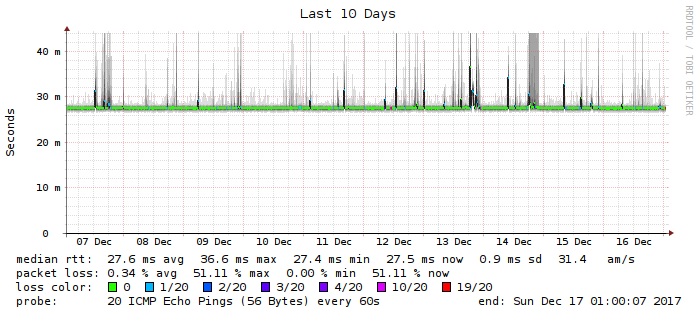 Last 10 Days
RRDTOOL / TOBI OETIKER
Seconds
40 m
30 m
20 m
10 m
0
07 Dec 08 Dec 09 Dec 10 Dec 11 Dec 12 Dec 13 Dec 14 Dec 15 Dec 16 Dec
median rtt: 27.6 ms avg 36.6 ms max 27.4 ms min 27.5 ms now 0.9 ms sd 31.4 am/s
packet loss: 0.34 % avg 51.11 % max 0.00 % min 51.11 % now
loss color: 0 1/20 2/20 3/20 4/20 10/20 19/20
probe: 20 ICMP Echo Pings (56 Bytes) every 60s end: Sun Dec 17 01:00:07 2017